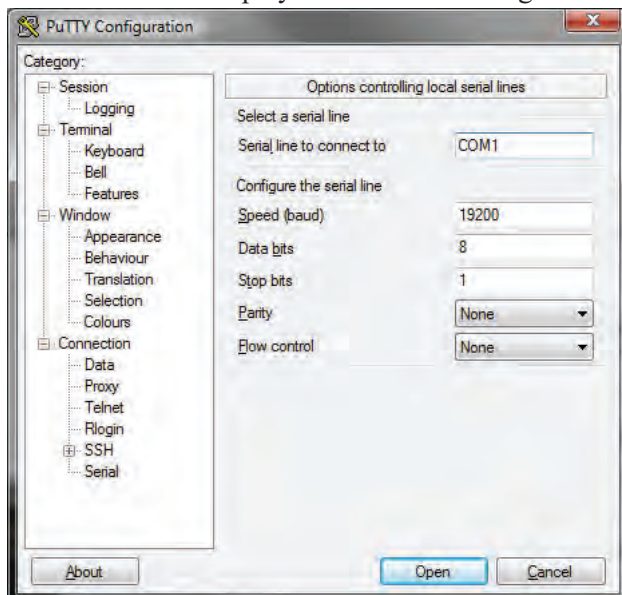 PuTTY Configuration
Category:
Session
Logging
Terminal
Keyboard
Bell
Features
Window
Appearance
Behaviour
Translation
Selection
Colours
Connection
Data
Proxy
Telnet
Rlogin
SSH
Serial
Options controlling local serial lines
Select a serial line
Serial line to connect to COM1
Configure the serial line
Speed (baud) 19200
Data bits 8
Stop bits 1
Parity None
Flow control None
About Open Cancel